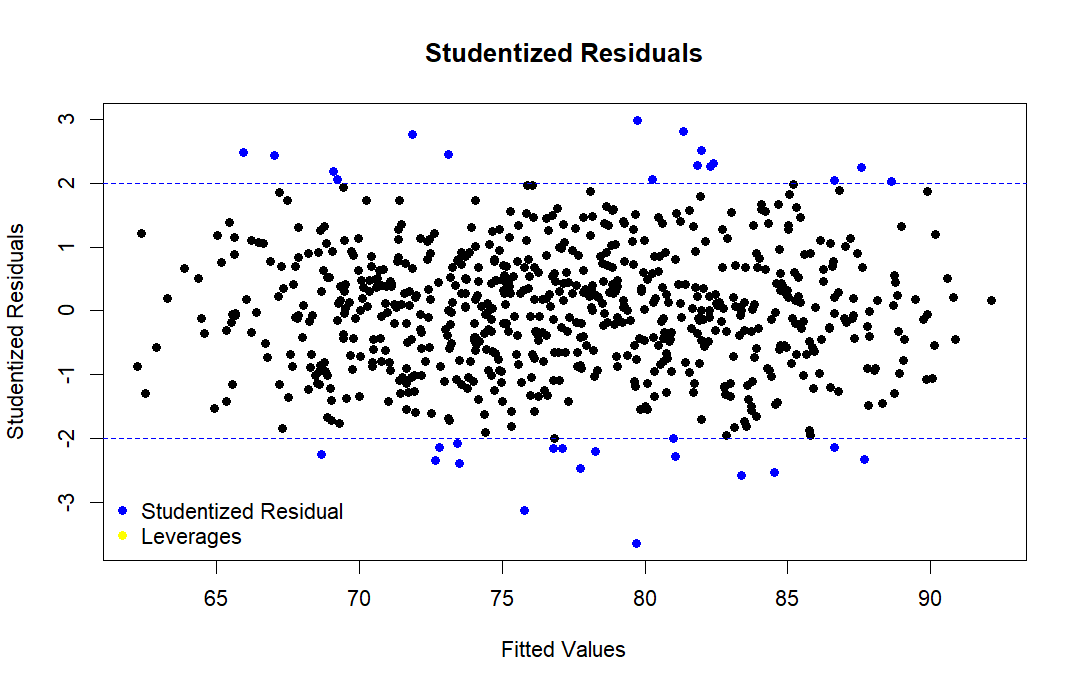 Studentized Residuals
Studentized Residuals
3
2
1
0
-1
-2
-3
Studentized Residual
Leverages
65 70 75 80 85 90
Fitted Values